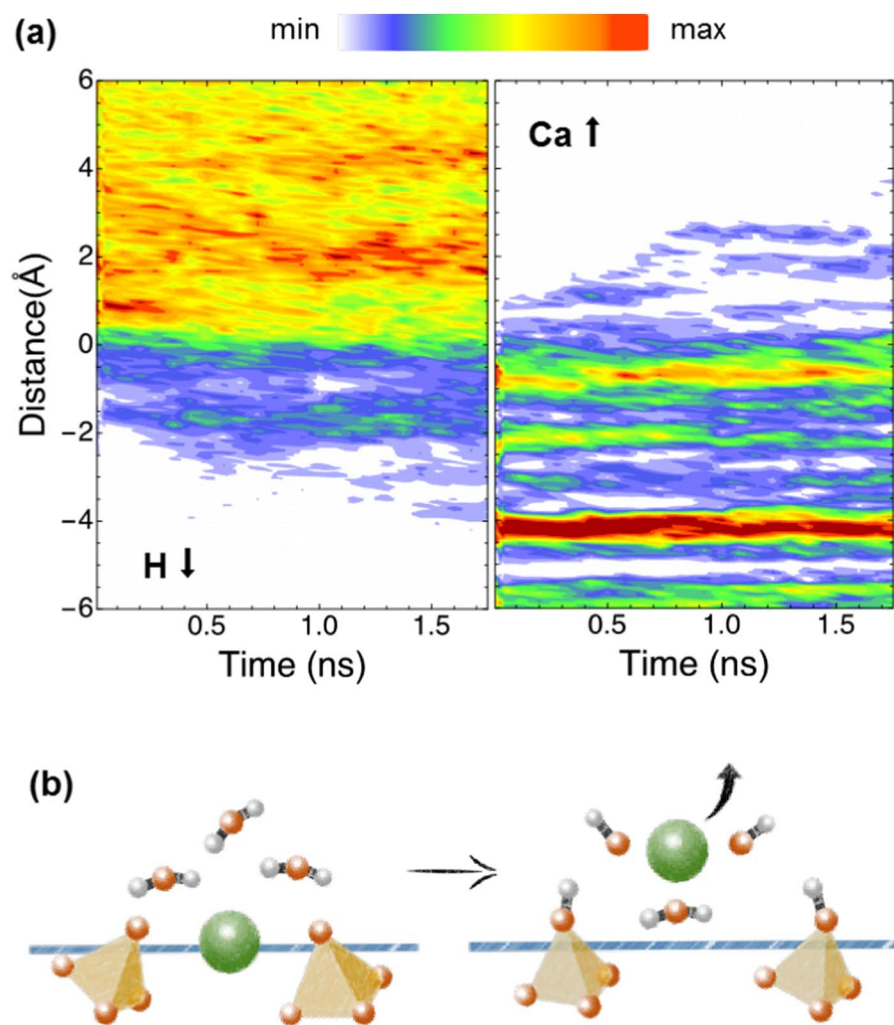 (a)
min max
6
4
2
0
−2
−4
−6
Distance(Å)
H ↓
Ca ↑
0.5 1.0 1.5
0.5 1.0 1.5
Time (ns) Time (ns)
(b)